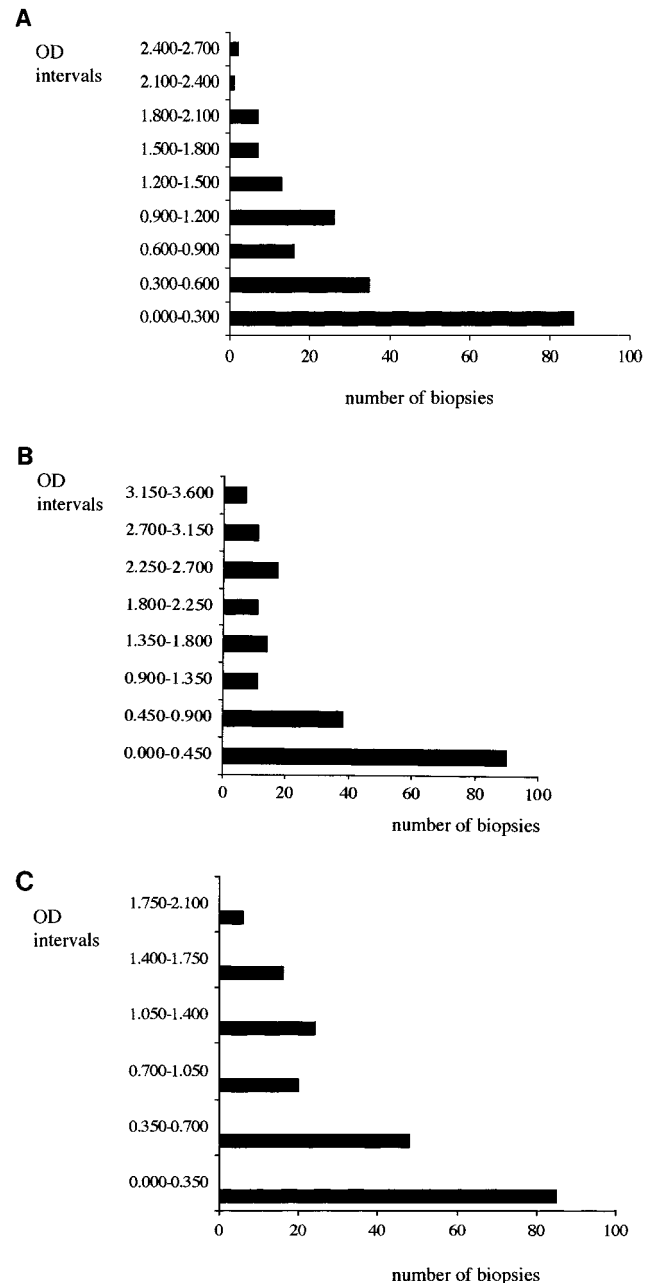 A
OD
intervals
2.400-2.700
2.100-2.400
1.800-2.100
1.500-1.800
1.200-1.500
0.900-1.200
0.600-0.900
0.300-0.600
0.000-0.300
0 20 40 60 80 100
number of biopsies
B
OD
intervals
3.150-3.600
2.700-3.150
2.250-2.700
1.800-2.250
1.350-1.800
0.900-1.350
0.450-0.900
0.000-0.450
0 20 40 60 80 100
number of biopsies
C
OD
intervals
1.750-2.100
1.400-1.750
1.050-1.400
0.700-1.050
0.350-0.700
0.000-0.350
0 20 40 60 80 100
number of biopsies